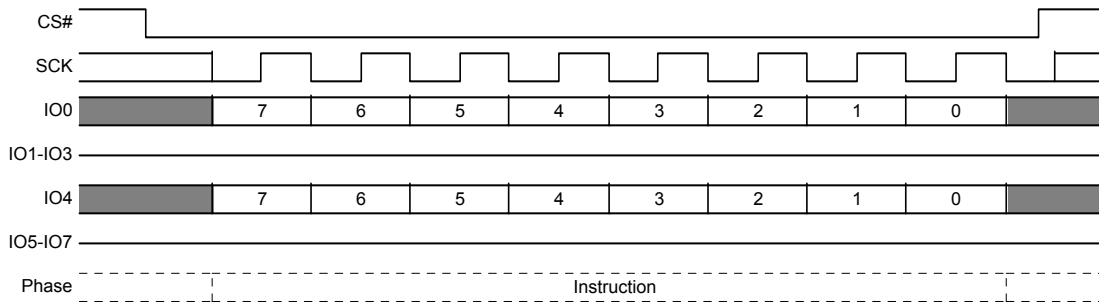 CS#
SCK
IO0 7 6 5 4 3 2 1 0
IO1-IO3
IO4 7 6 5 4 3 2 1 0
IO5-IO7
Phase Instruction